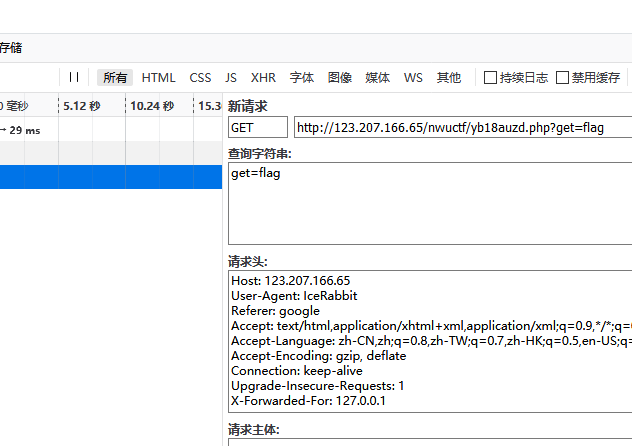 存储
所有 HTML CSS JS XHR 字体 图像 媒体 WS 其他 持续日志 禁用缓存
0 毫秒 5.12 秒 10.24 秒 15.3
→ 29 ms
新请求
GET http://123.207.166.65/nwuctf/yb18auzd.php?get=flag
查询字符串:
get=flag
请求头:
Host: 123.207.166.65
User-Agent: IceRabbit
Referer: google
Accept: text/html,application/xhtml+xml,application/xml;q=0.9,*/*;q=
Accept-Language: zh-CN,zh;q=0.8,zh-TW;q=0.7,zh-HK;q=0.5,en-US;q=
Accept-Encoding: gzip, deflate
Connection: keep-alive
Upgrade-Insecure-Requests: 1
X-Forwarded-For: 127.0.0.1
请求主体: